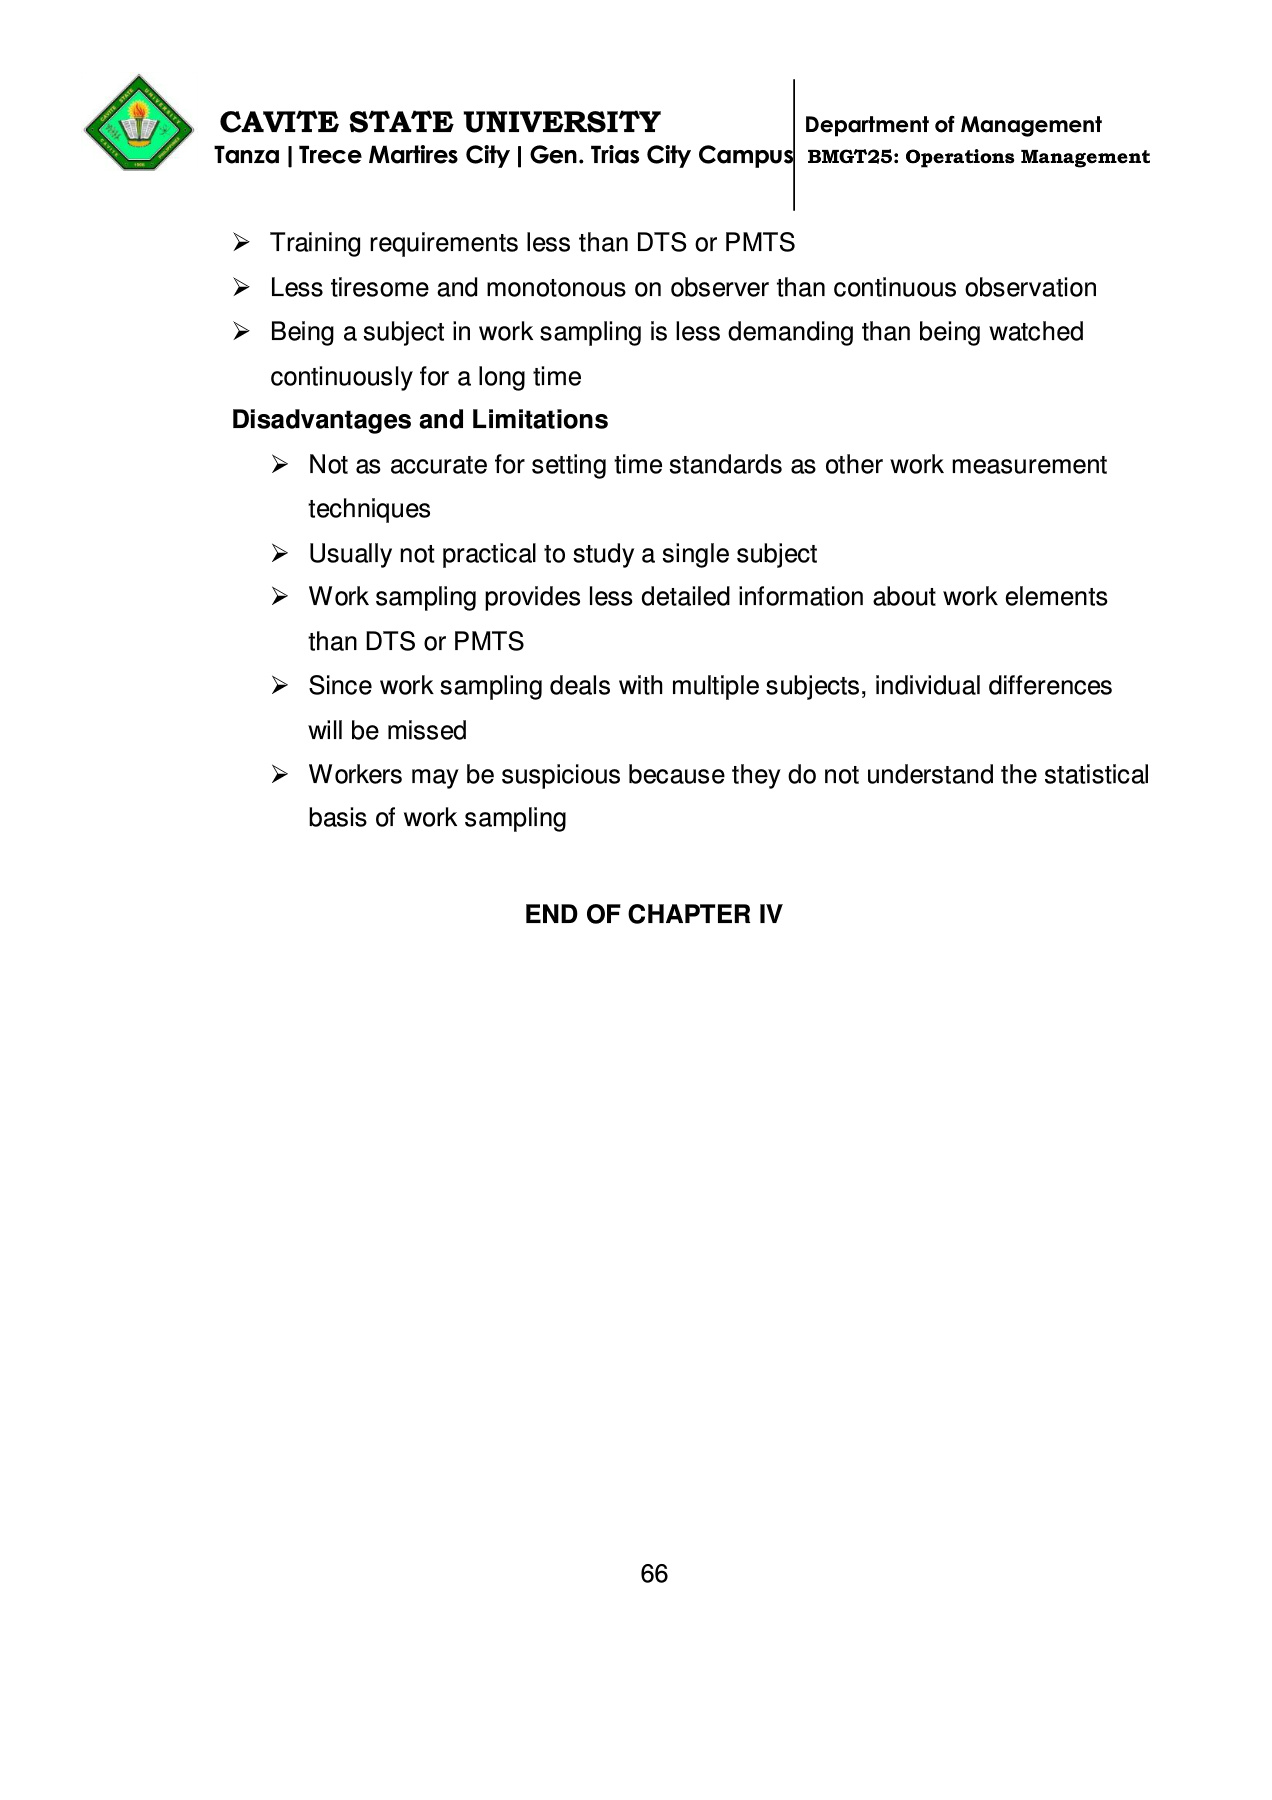 CAVITE STATE UNIVERSITY
Tanza | Trece Martires City | Gen. Trias City Campus
Department of Management
BMGT25: Operations Management
CAVITE STATE UNIVERSITY
CAVITE
PHILIPPINES
1906
➢ Training requirements less than DTS or PMTS
➢ Less tiresome and monotonous on observer than continuous observation
➢ Being a subject in work sampling is less demanding than being watched
continuously for a long time
Disadvantages and Limitations
➢ Not as accurate for setting time standards as other work measurement
techniques
➢ Usually not practical to study a single subject
➢ Work sampling provides less detailed information about work elements
than DTS or PMTS
➢ Since work sampling deals with multiple subjects, individual differences
will be missed
➢ Workers may be suspicious because they do not understand the statistical
basis of work sampling
END OF CHAPTER IV
66